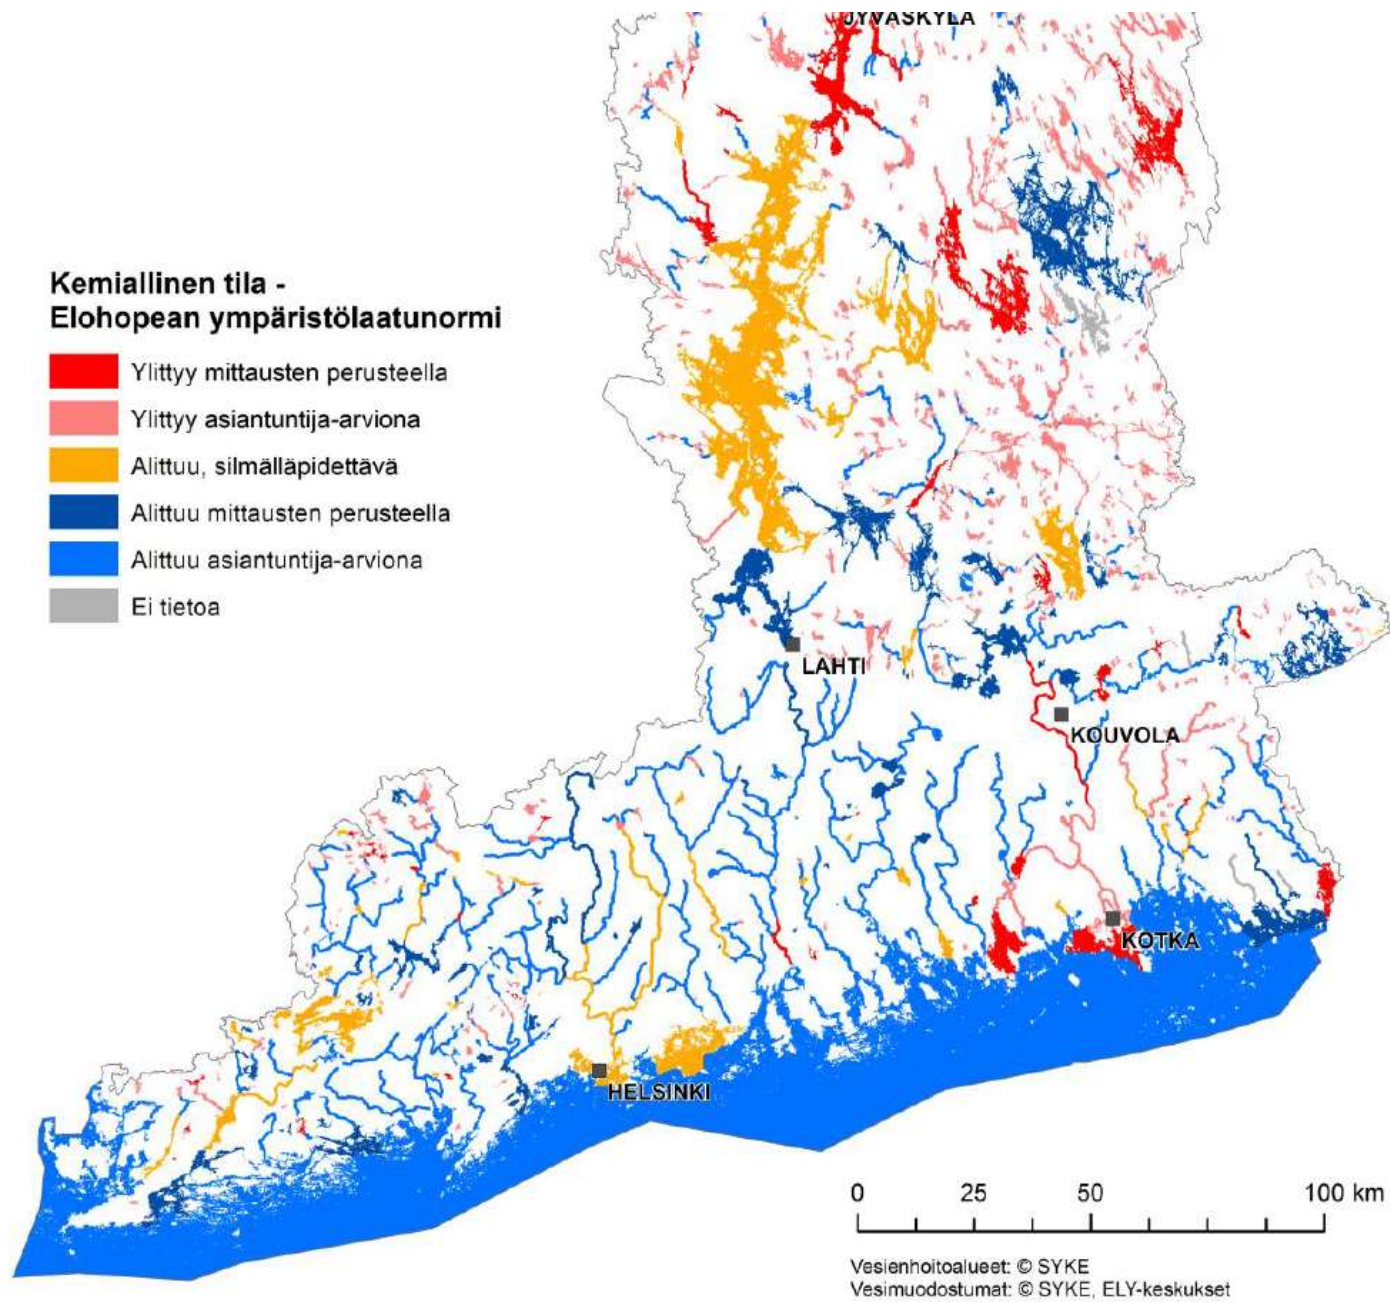 JYVÄSKYLÄ
Kemiallinen tila -
Elohopean ympäristölaatunormi
Ylittyy mittausten perusteella
Ylittyy asiantuntija-arviona
Alittuu, silmälläpidettävä
Alittuu mittausten perusteella
Alittuu asiantuntija-arviona
Ei tietoa
LAHTI
KOUVOLA
KOTKA
HELSINKI
0 25 50 100 km
Vesienhoitoalueet: © SYKE
Vesimuodostumat: © SYKE, ELY-keskukset